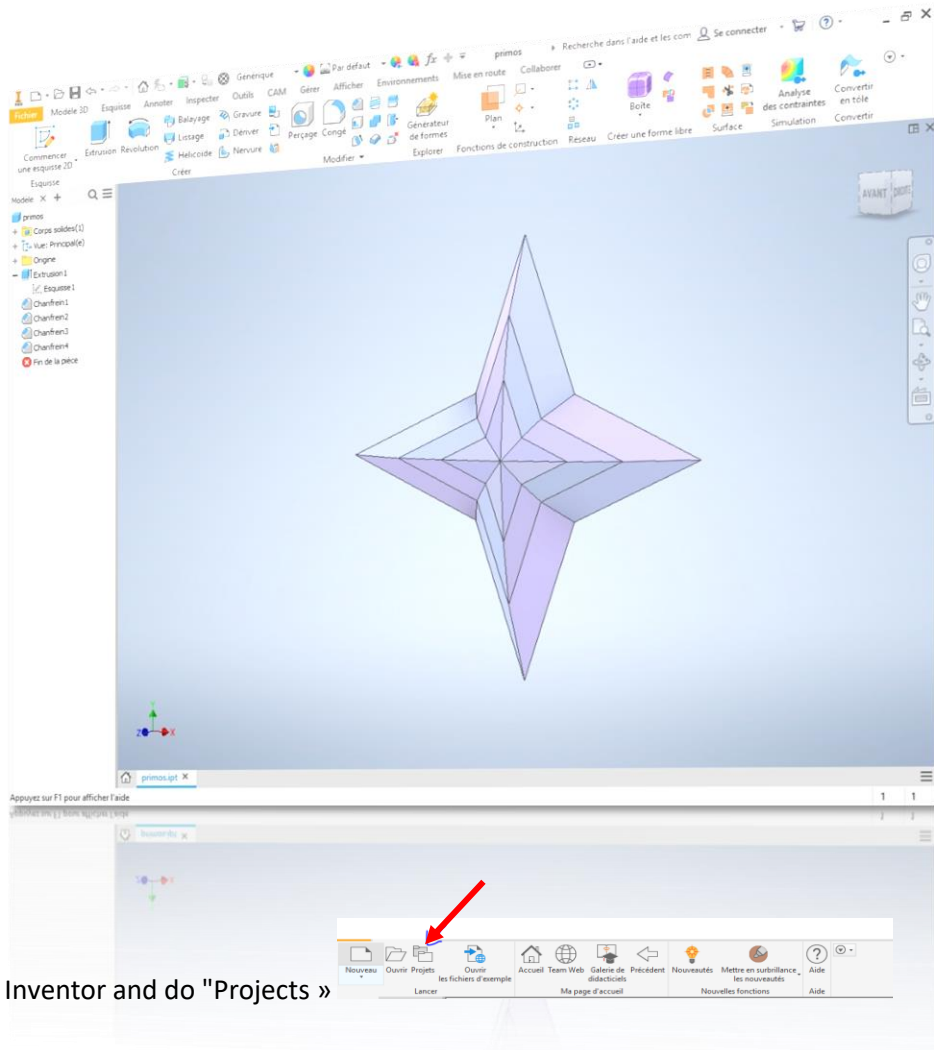 Générique
Par défaut
fx
primos
Recherche dans l'aide et les com
Se connecter
Fichier Modèle 3D Esquisse Annoter Inspecter Outils CAM Gérer Afficher Environnements Mise en route Collaborer
Commencer
une esquisse 2D
Esquisse
Extrusion Révolution
Balayage
Lissage
Hélicoïde
Gravure
Dériver
Nervure
Créer
Perçage Congé
Modifier
Générateur
de formes
Explorer
Plan
Fonctions de construction
Réseau
Boîte
Créer une forme libre
Surface
Analyse
des contraintes
Simulation
Convertir
en tôle
Convertir
Modèle × +
primos
Corps solides(1)
Vue: Principal(e)
Origine
Extrusion1
Esquisse1
Chanfrein1
Chanfrein2
Chanfrein3
Chanfrein4
Fin de la pièce
AVANT DROITE
Y
Z X
primos.ipt ×
Appuyez sur F1 pour afficher l'aide 1 1
Inventor and do "Projects »
Nouveau Ouvrir Projets
Ouvrir
les fichiers d'exemple
Lancer
Accueil Team Web
Galerie de
didacticiels
Précédent
Ma page d'accueil
Nouveautés
Mettre en surbrillance
les nouveautés
Nouvelles fonctions
Aide
Aide